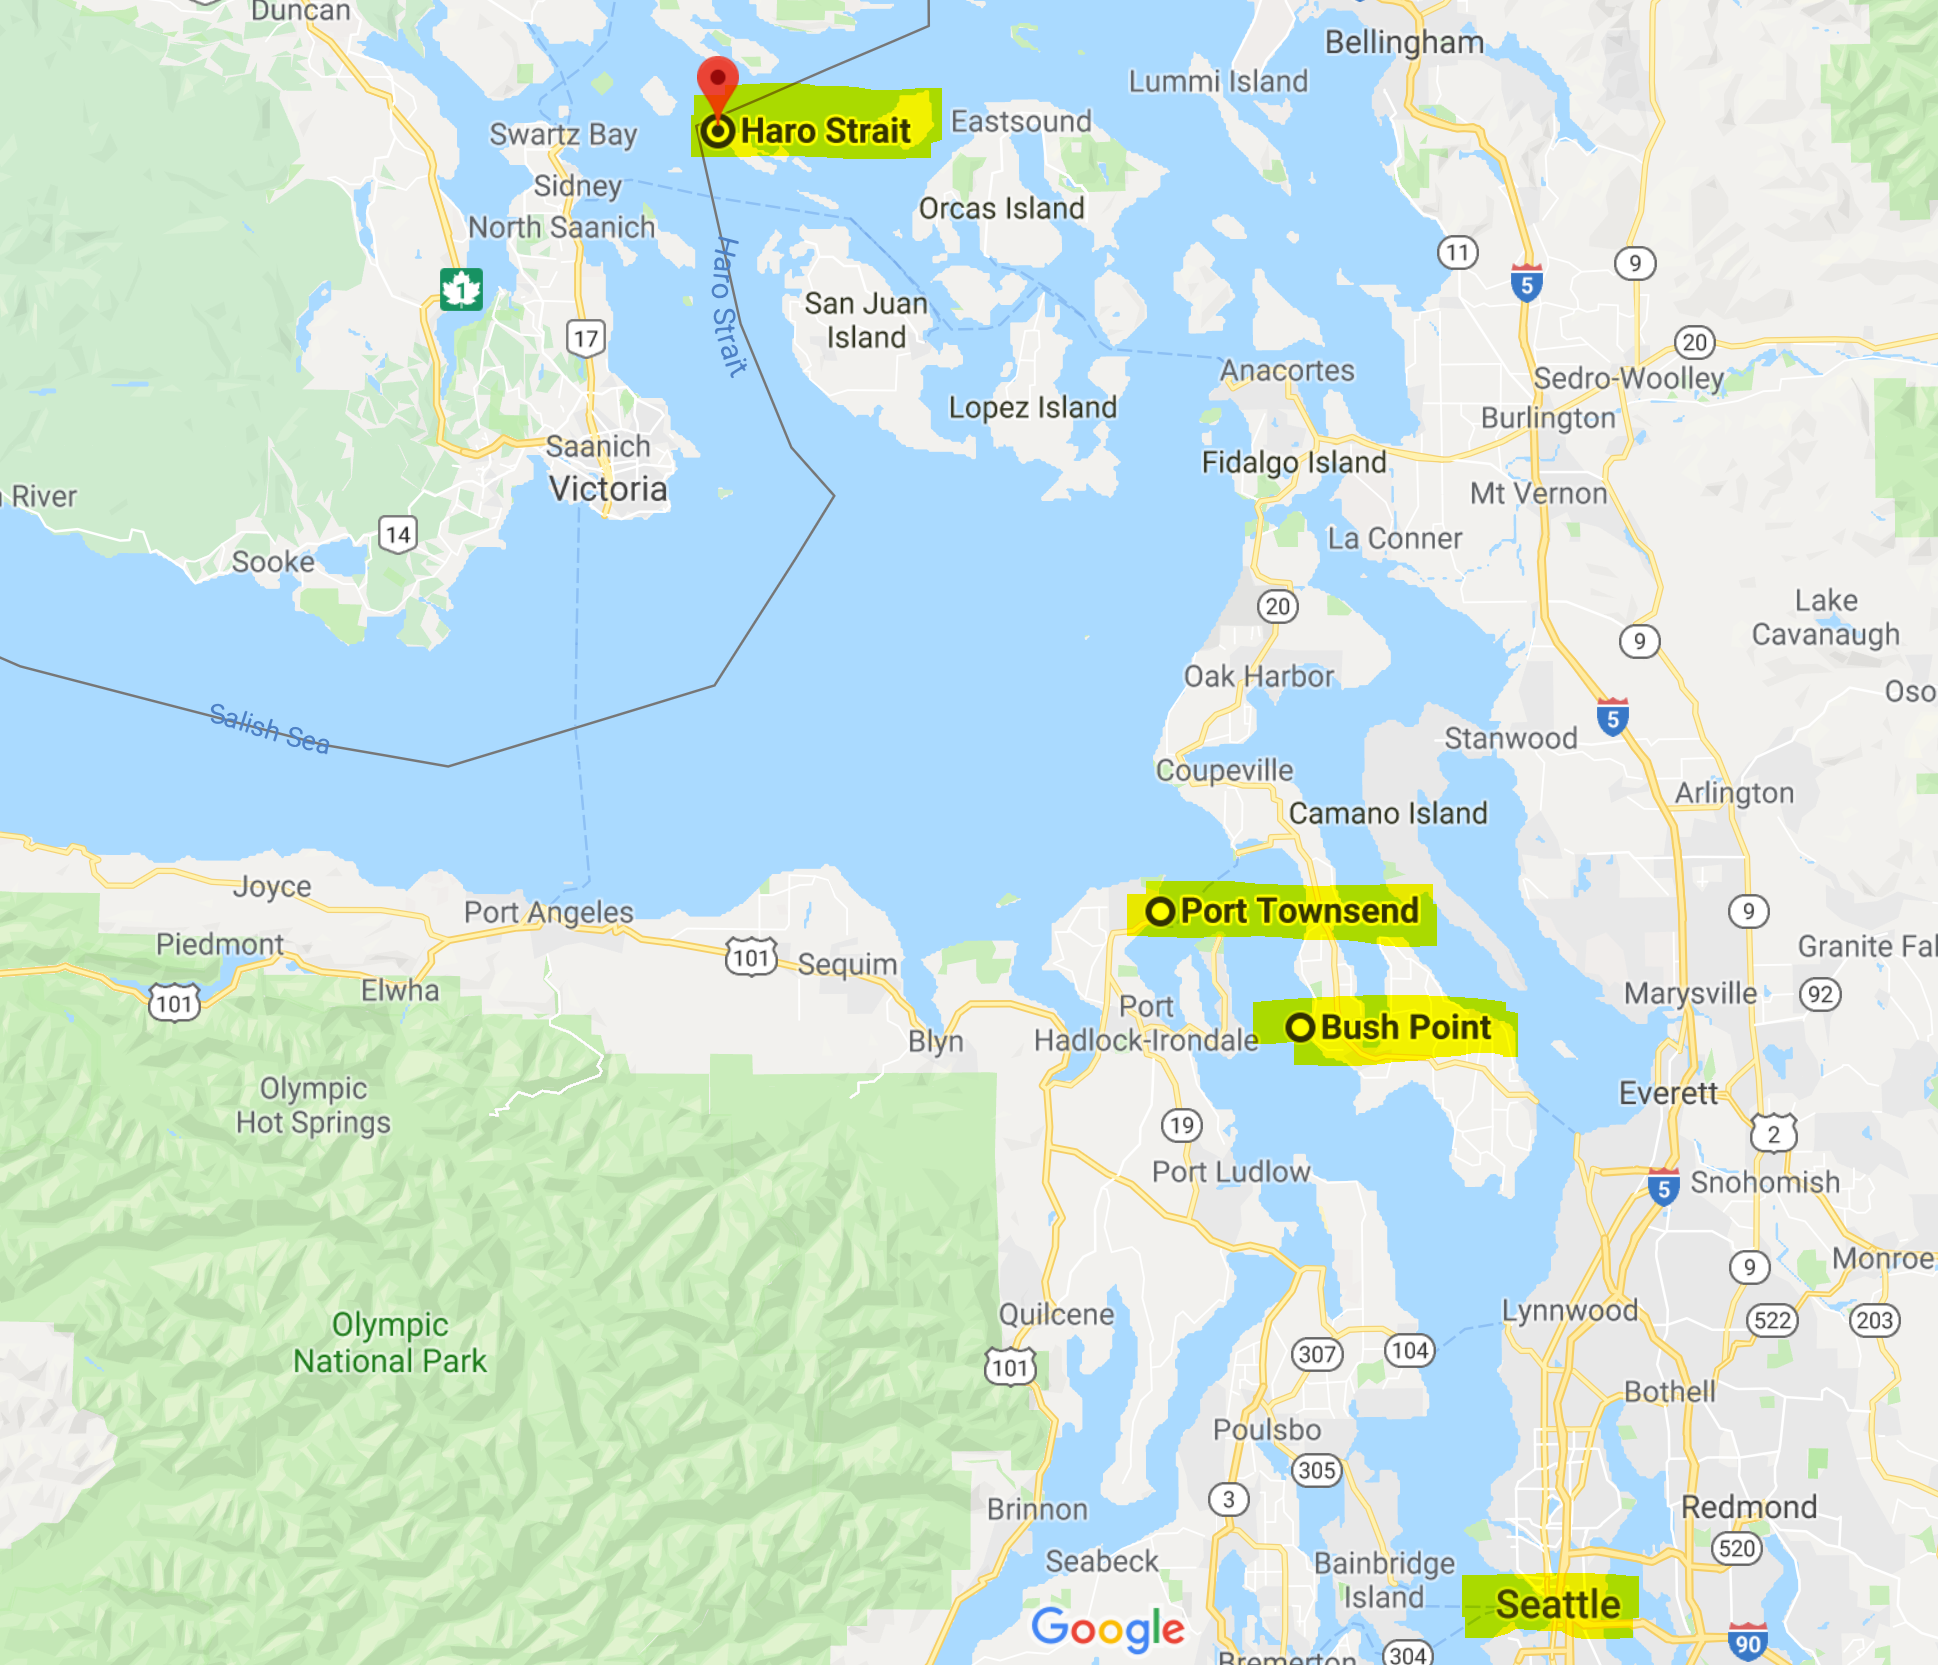 Duncan
Bellingham
Lummi Island
Haro Strait
Eastsound
Swartz Bay
Sidney
Orcas Island
North Saanich
11
9
5
1
Haro Strait
San Juan
Island
17
20
Anacortes
Sedro-Woolley
Lopez Island
Burlington
Saanich
Fidalgo Island
Victoria
Mt Vernon
River
14
La Conner
Sooke
20
Lake
Cavanaugh
9
Oak Harbor
Oso
Salish Sea
5
Stanwood
Coupeville
Arlington
Camano Island
Joyce
Port Angeles
Port Townsend
9
Piedmont
101
Sequim
Granite Fal
Elwha
101
Marysville
92
Port
Hadlock-Irondale
Bush Point
Blyn
Olympic
Hot Springs
Everett
19
2
Port Ludlow
5
Snohomish
Monroe
9
Quilcene
Lynnwood
522
203
Olympic
National Park
101
307
104
Bothell
Poulsbo
305
3
Brinnon
Redmond
520
Seabeck
Bainbridge
Island
Seattle
Google
90
304
Bremerton